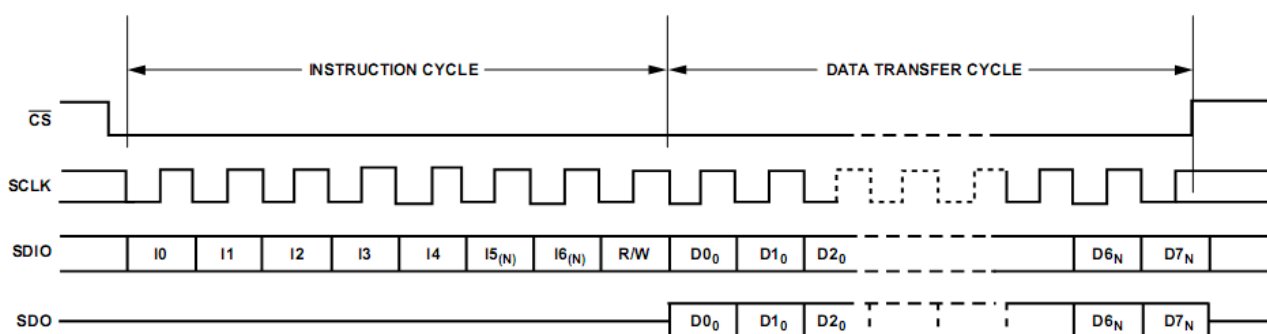 INSTRUCTION CYCLE DATA TRANSFER CYCLE
CS
SCLK
SDIO I0 I1 I2 I3 I4 I5(N) I6(N) R/W D0₀ D1₀ D2₀ D6N D7N
SDO D0₀ D1₀ D2₀ D6N D7N